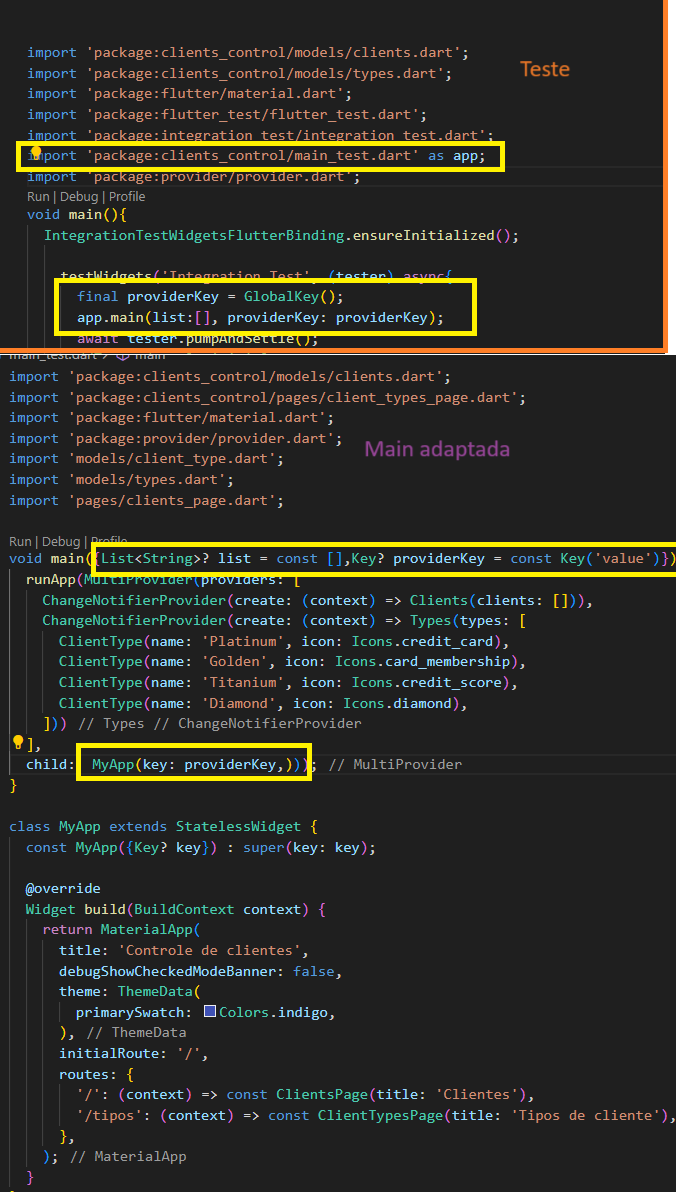 import 'package:clients_control/models/clients.dart';
import 'package:clients_control/models/types.dart';
Teste
import 'package:flutter/material.dart';
import 'package:flutter_test/flutter_test.dart';
import 'package:integration_test/integration_test.dart';
import 'package:clients_control/main_test.dart' as app;
import 'package:provider/provider.dart';
Run | Debug | Profile
void main(){
IntegrationTestWidgetsFlutterBinding.ensureInitialized();
testWidgets('Integration Test', (tester) async{
final providerKey = GlobalKey();
app.main(list:[], providerKey: providerKey);
await tester.pumpAndSettle();
main_test.dart > main
import 'package:clients_control/models/clients.dart';
import 'package:clients_control/pages/client_types_page.dart';
import 'package:flutter/material.dart';
import 'package:provider/provider.dart';
Main adaptada
import 'models/client_type.dart';
import 'models/types.dart';
import 'pages/clients_page.dart';
Run | Debug | Profile
void main({List<String>? list = const [],Key? providerKey = const Key('value')})
runApp(MultiProvider(providers: [
ChangeNotifierProvider(create: (context) => Clients(clients: [])),
ChangeNotifierProvider(create: (context) => Types(types: [
ClientType(name: 'Platinum', icon: Icons.credit_card),
ClientType(name: 'Golden', icon: Icons.card_membership),
ClientType(name: 'Titanium', icon: Icons.credit_score),
ClientType(name: 'Diamond', icon: Icons.diamond),
])) // Types // ChangeNotifierProvider
],
child: MyApp(key: providerKey,))); // MultiProvider
}
class MyApp extends StatelessWidget {
const MyApp({Key? key}) : super(key: key);
@override
Widget build(BuildContext context) {
return MaterialApp(
title: 'Controle de clientes',
debugShowCheckedModeBanner: false,
theme: ThemeData(
primarySwatch: Colors.indigo,
), // ThemeData
initialRoute: '/',
routes: {
'/': (context) => const ClientsPage(title: 'Clientes'),
'/tipos': (context) => const ClientTypesPage(title: 'Tipos de cliente'),
},
); // MaterialApp
}